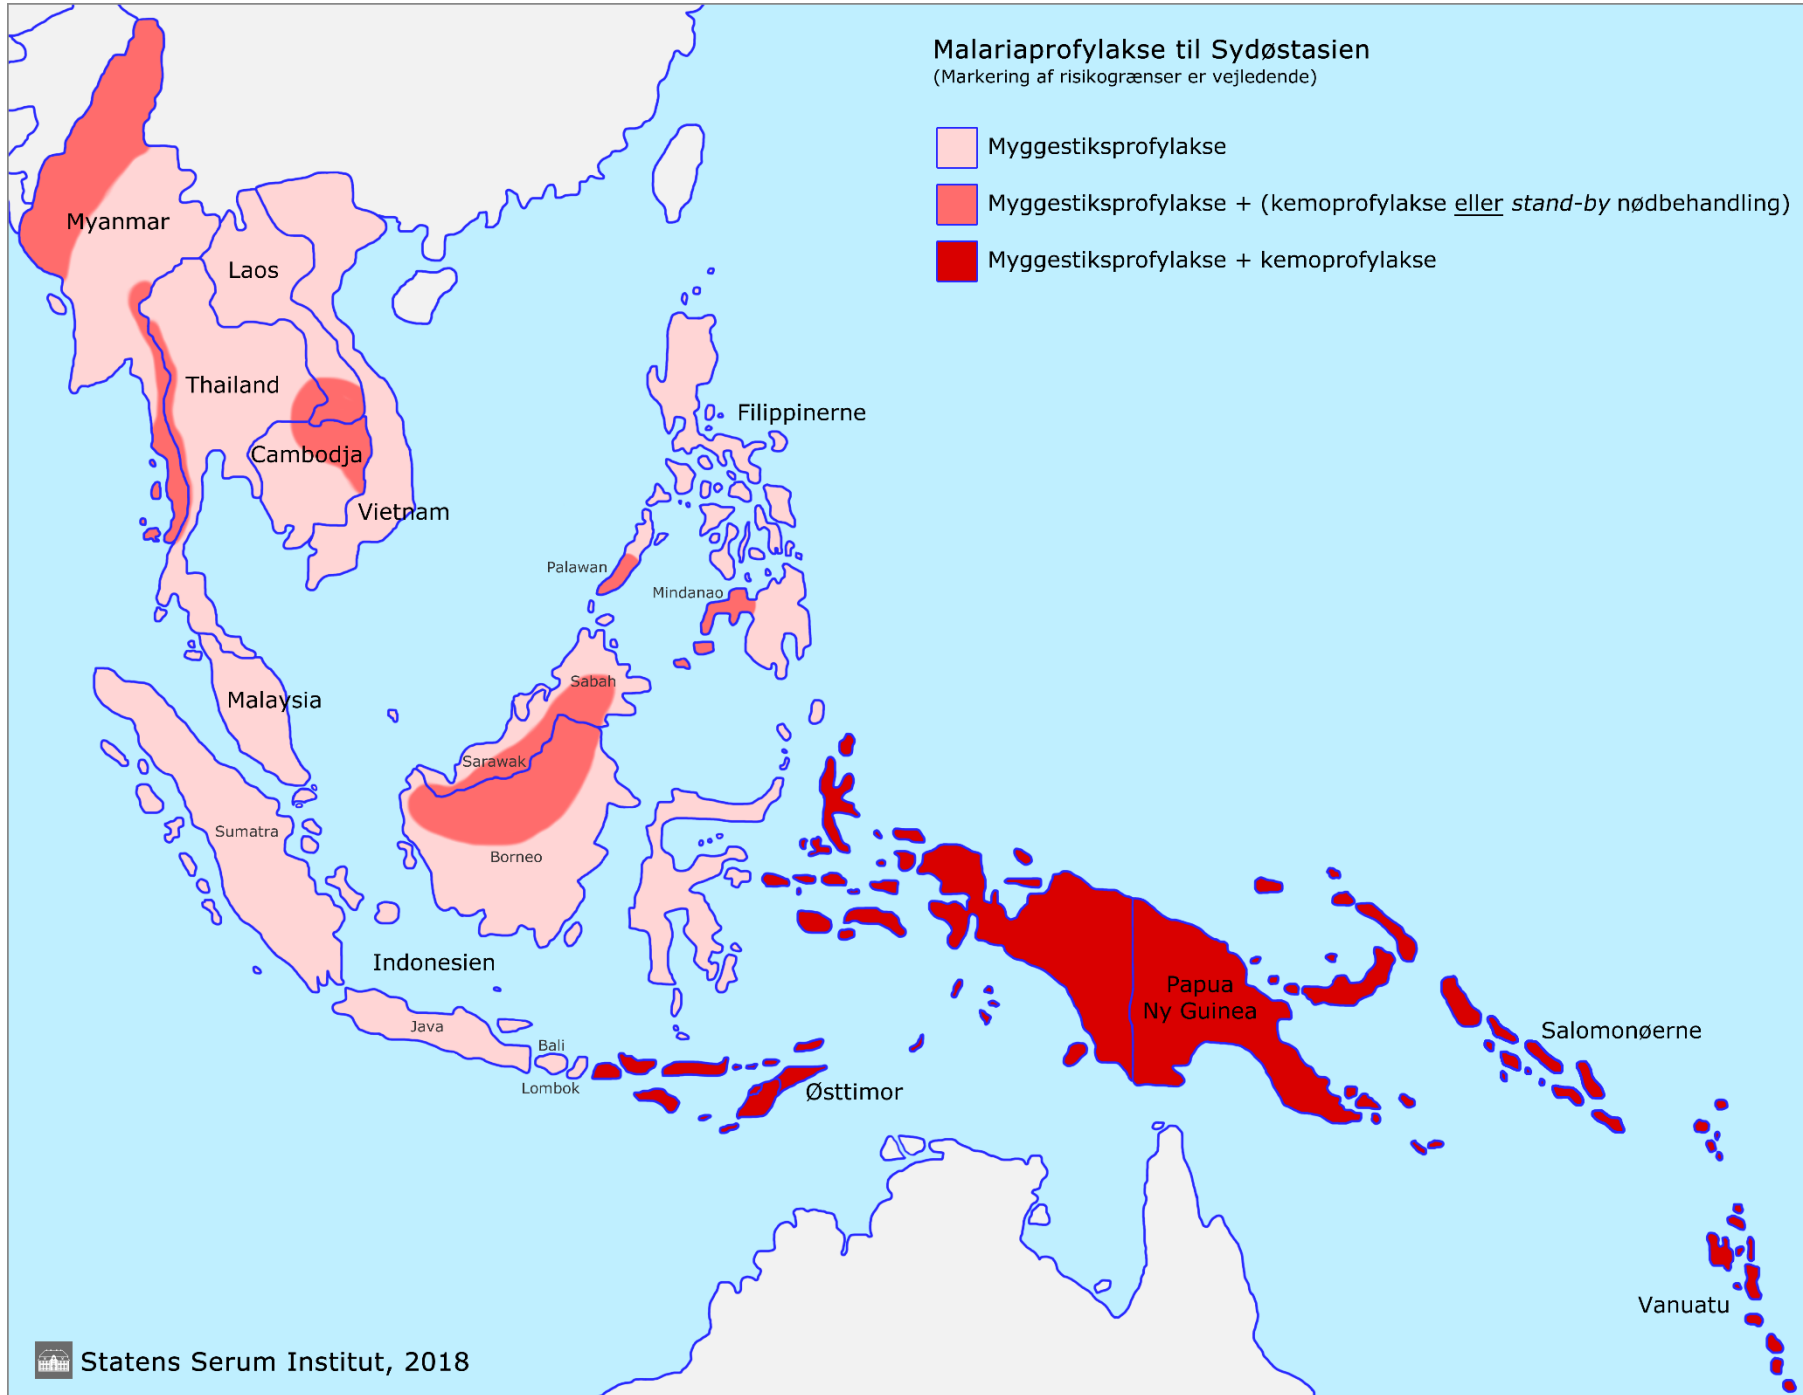 Malariaprofylakse til Sydøstasien
(Markering af risikogrænser er vejledende)
Myggestiksprofylakse
Myggestiksprofylakse + (kemoprofylakse eller stand-by nødbehandling)
Myggestiksprofylakse + kemoprofylakse
Myanmar
Laos
Thailand
Filippinerne
Cambodja
Vietnam
Palawan
Mindanao
Sabah
Malaysia
Sarawak
Sumatra
Borneo
Indonesien
Papua
Ny Guinea
Java
Salomonøerne
Bali
Lombok
Østtimor
Vanuatu
Statens Serum Institut, 2018